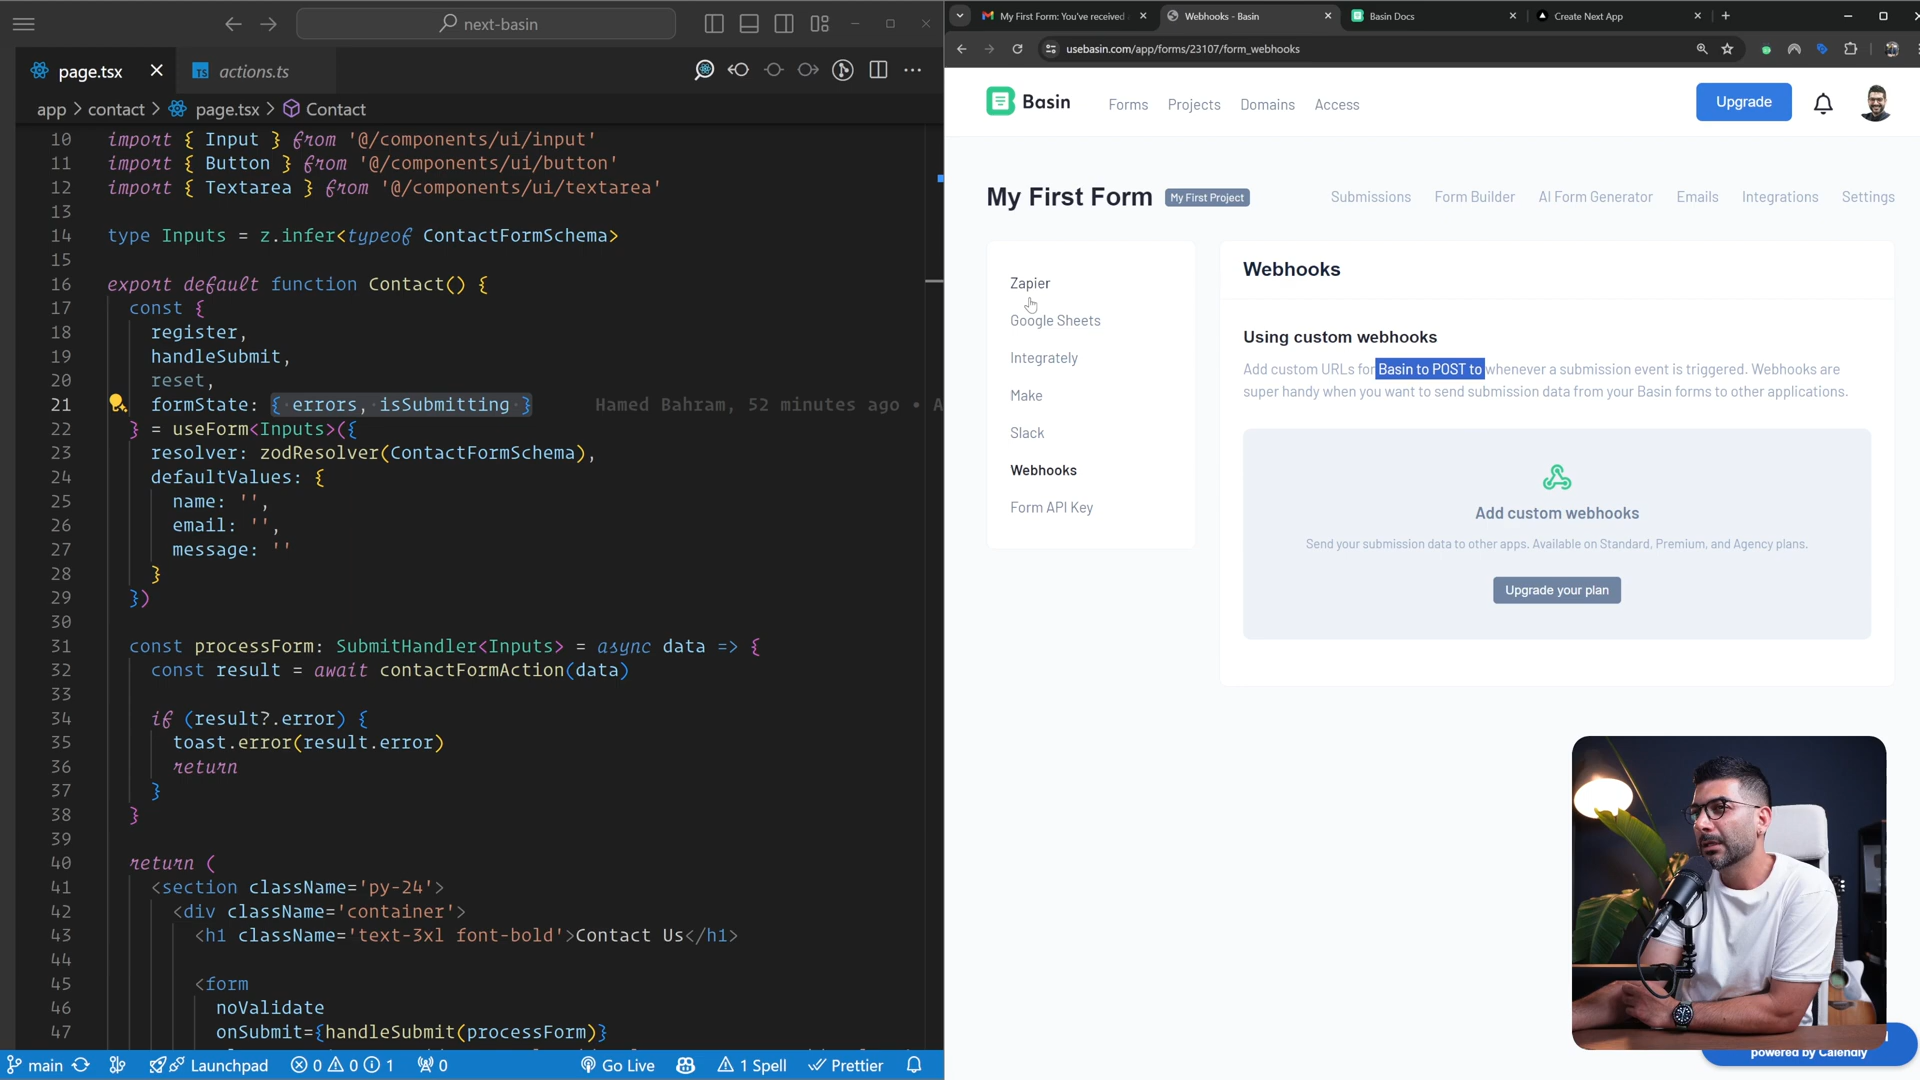 next-basin
page.tsx
actions.ts
app > contact > page.tsx > Contact
10 import { Input } from '@/components/ui/input'
11 import { Button } from '@/components/ui/button'
12 import { Textarea } from '@/components/ui/textarea'
13
14 type Inputs = z.infer<typeof ContactFormSchema>
15
16 export default function Contact() {
17 const {
18 register,
19 handleSubmit,
20 reset,
21 formState: { errors, isSubmitting } Hamed Bahram, 52 minutes ago • A
22 } = useForm<Inputs>({
23 resolver: zodResolver(ContactFormSchema),
24 defaultValues: {
25 name: '',
26 email: '',
27 message: ''
28 }
29 })
30
31 const processForm: SubmitHandler<Inputs> = async data => {
32 const result = await contactFormAction(data)
33
34 if (result?.error) {
35 toast.error(result.error)
36 return
37 }
38 }
39
40 return (
41 <section className='py-24'>
42 <div className='container'>
43 <h1 className='text-3xl font-bold'>Contact Us</h1>
44
45 <form
46 noValidate
47 onSubmit={handleSubmit(processForm)}
main Launchpad 0 0 1 0 Go Live 1 Spell Prettier
My First Form: You've received
Webhooks - Basin
Basin Docs
Create Next App
usebasin.com/app/forms/23107/form_webhooks
Basin Forms Projects Domains Access Upgrade
My First Form My First Project Submissions Form Builder AI Form Generator Emails Integrations Settings
Zapier
Google Sheets
Integrately
Make
Slack
Webhooks
Form API Key
Webhooks
Using custom webhooks
Add custom URLs for Basin to POST to whenever a submission event is triggered. Webhooks are
super handy when you want to send submission data from your Basin forms to other applications.
Add custom webhooks
Send your submission data to other apps. Available on Standard, Premium, and Agency plans.
Upgrade your plan
powered by Calendly